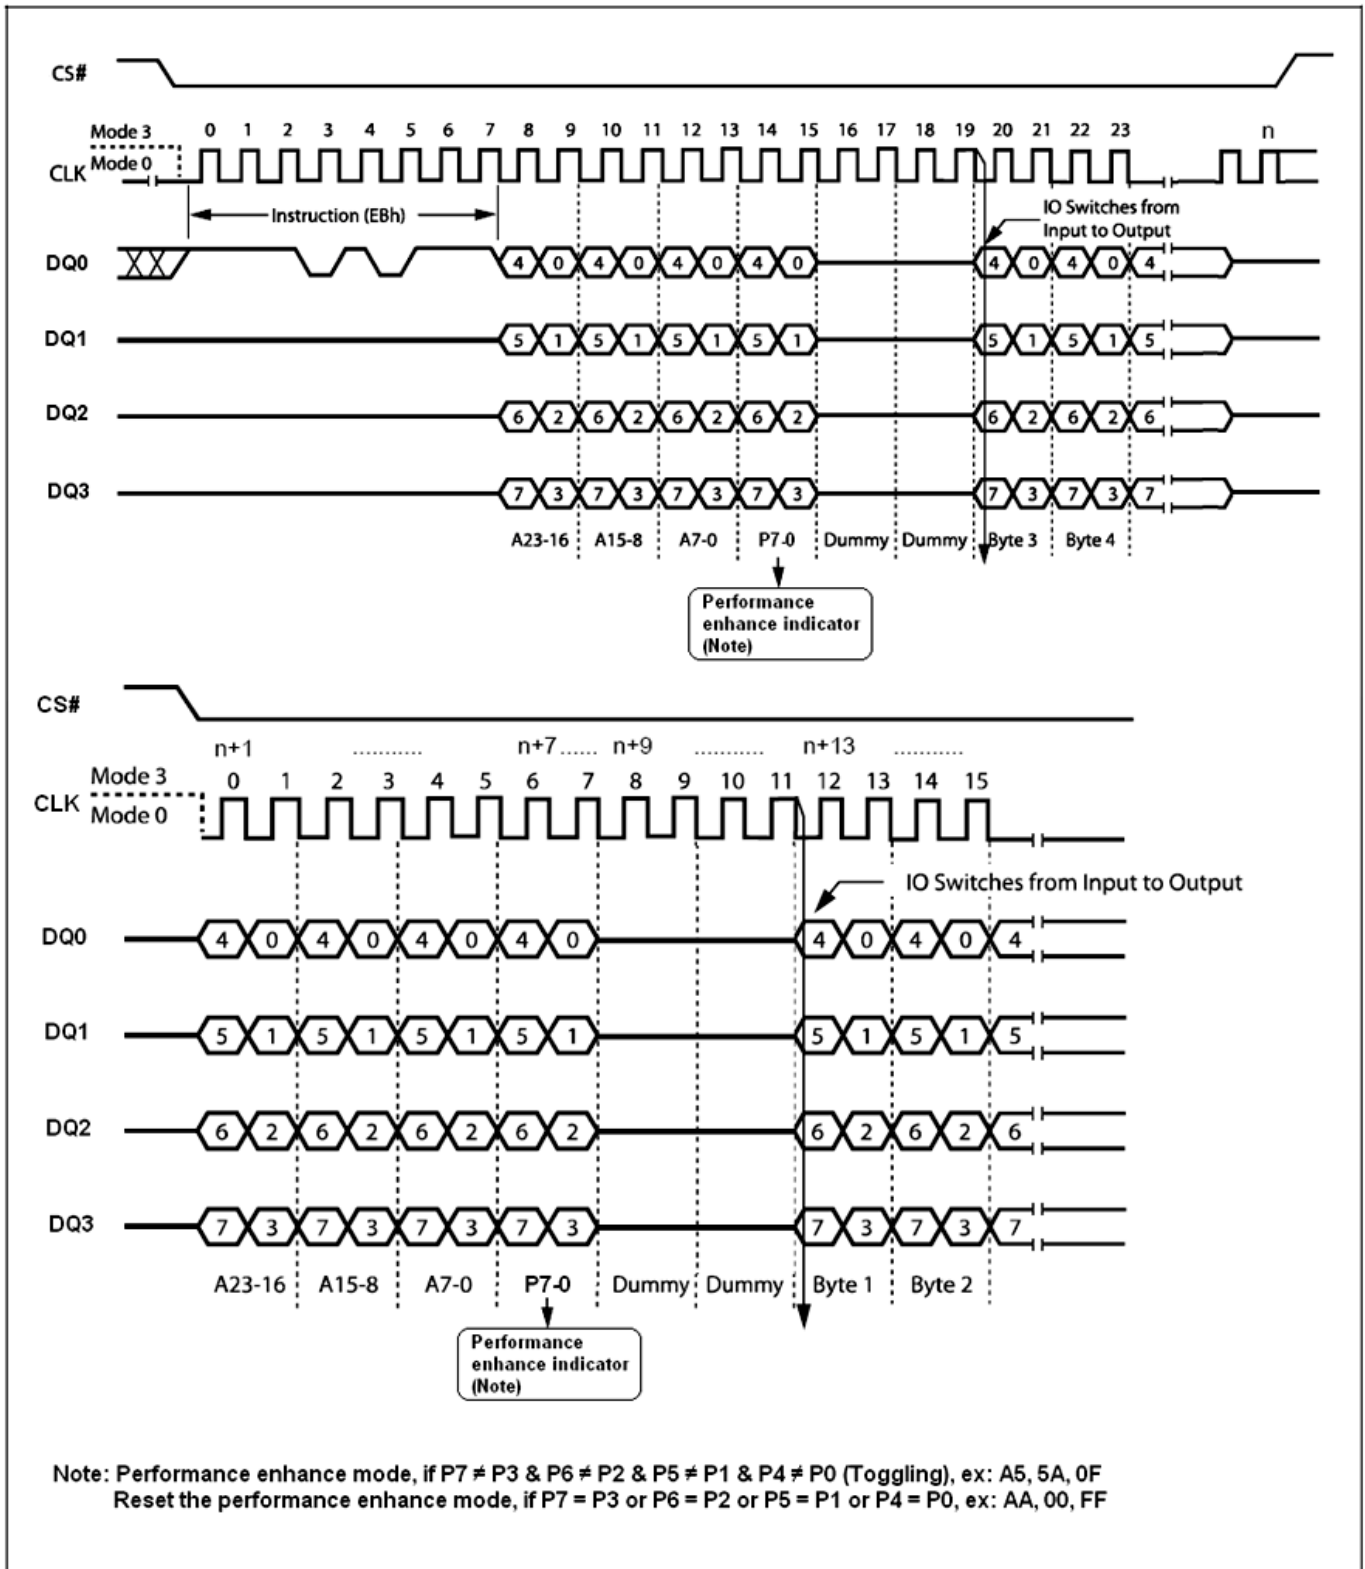 CS#
Mode 3
0 1 2 3 4 5 6 7 8 9 10 11 12 13 14 15 16 17 18 19 20 21 22 23 n
CLK Mode 0
Instruction (EBh)
IO Switches from
Input to Output
DQ0 4 0 4 0 4 0 4 0 4 0 4 0 4
DQ1 5 1 5 1 5 1 5 1 5 1 5 1 5
DQ2 6 2 6 2 6 2 6 2 6 2 6 2 6
DQ3 7 3 7 3 7 3 7 3 7 3 7 3 7
A23-16 A15-8 A7-0 P7-0 Dummy Dummy Byte 3 Byte 4
Performance
enhance indicator
(Note)
CS#
n+1 ........... n+7 ...... n+9 ........... n+13 ...........
Mode 3 0 1 2 3 4 5 6 7 8 9 10 11 12 13 14 15
CLK
Mode 0
IO Switches from Input to Output
DQ0 4 0 4 0 4 0 4 0 4 0 4 0 4
DQ1 5 1 5 1 5 1 5 1 5 1 5 1 5
DQ2 6 2 6 2 6 2 6 2 6 2 6 2 6
DQ3 7 3 7 3 7 3 7 3 7 3 7 3 7
A23-16 A15-8 A7-0 P7-0 Dummy Dummy Byte 1 Byte 2
Performance
enhance indicator
(Note)
Note: Performance enhance mode, if P7 ≠ P3 & P6 ≠ P2 & P5 ≠ P1 & P4 ≠ P0 (Toggling), ex: A5, 5A, 0F
Reset the performance enhance mode, if P7 = P3 or P6 = P2 or P5 = P1 or P4 = P0, ex: AA, 00, FF